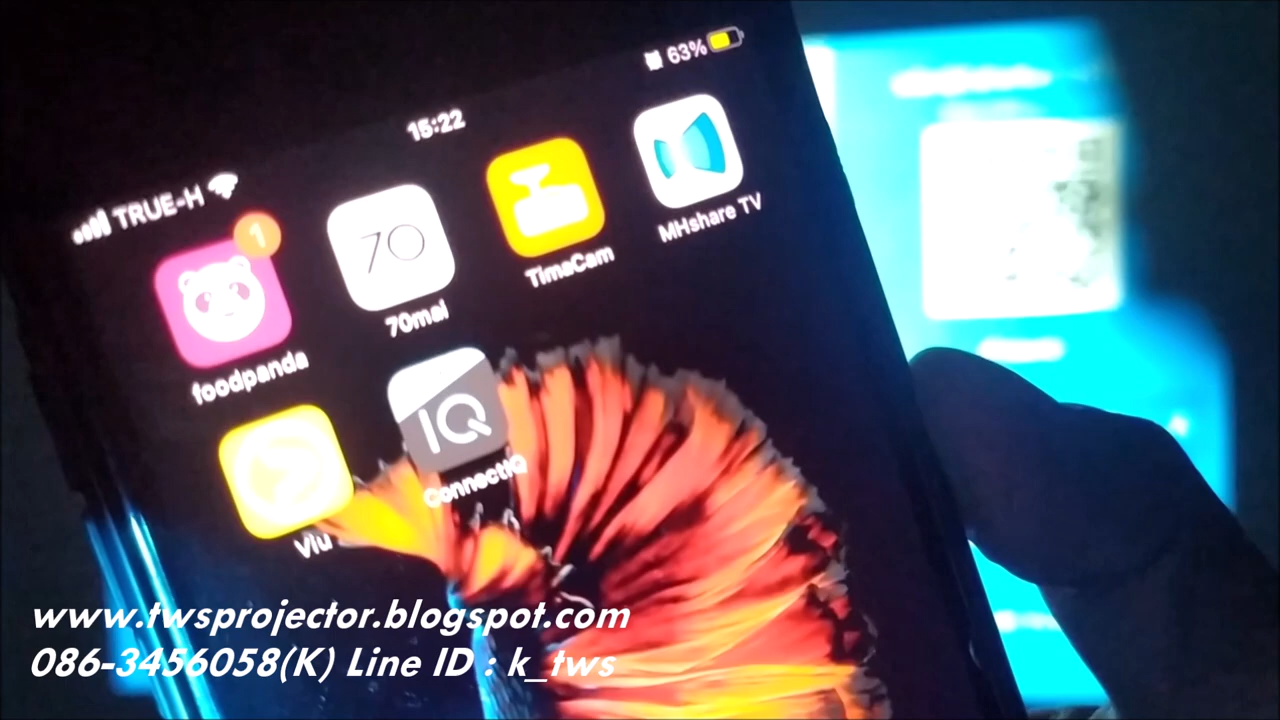 63%
15:22
TRUE-H
1
foodpanda
70
70mai
TimaCam
MHshare TV
IQ
ConnectIQ
Viu
www.twsprojector.blogspot.com
086-3456058(K) Line ID : k_tws